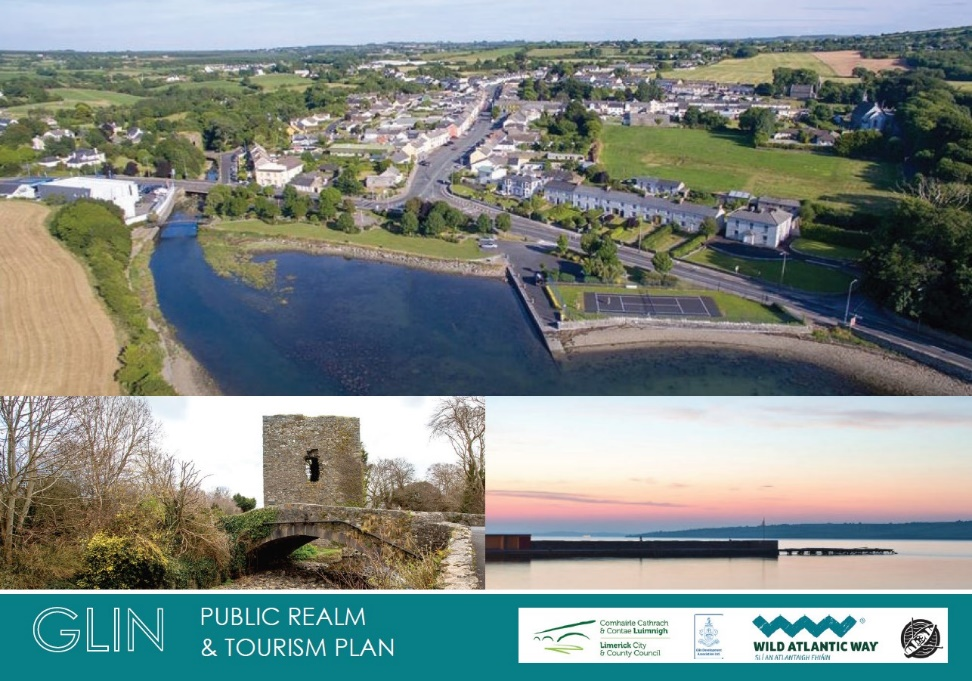 GLIN
PUBLIC REALM
& TOURISM PLAN
Comhairle Cathrach
& Contae Luimnigh
Limerick City
& County Council
WILD ATLANTIC WAY
SLÍ AN ATLANTAIGH FHIÁIN